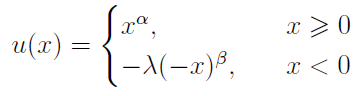 u(x) = { x^α, x ⩾ 0
−λ(−x)^β, x < 0